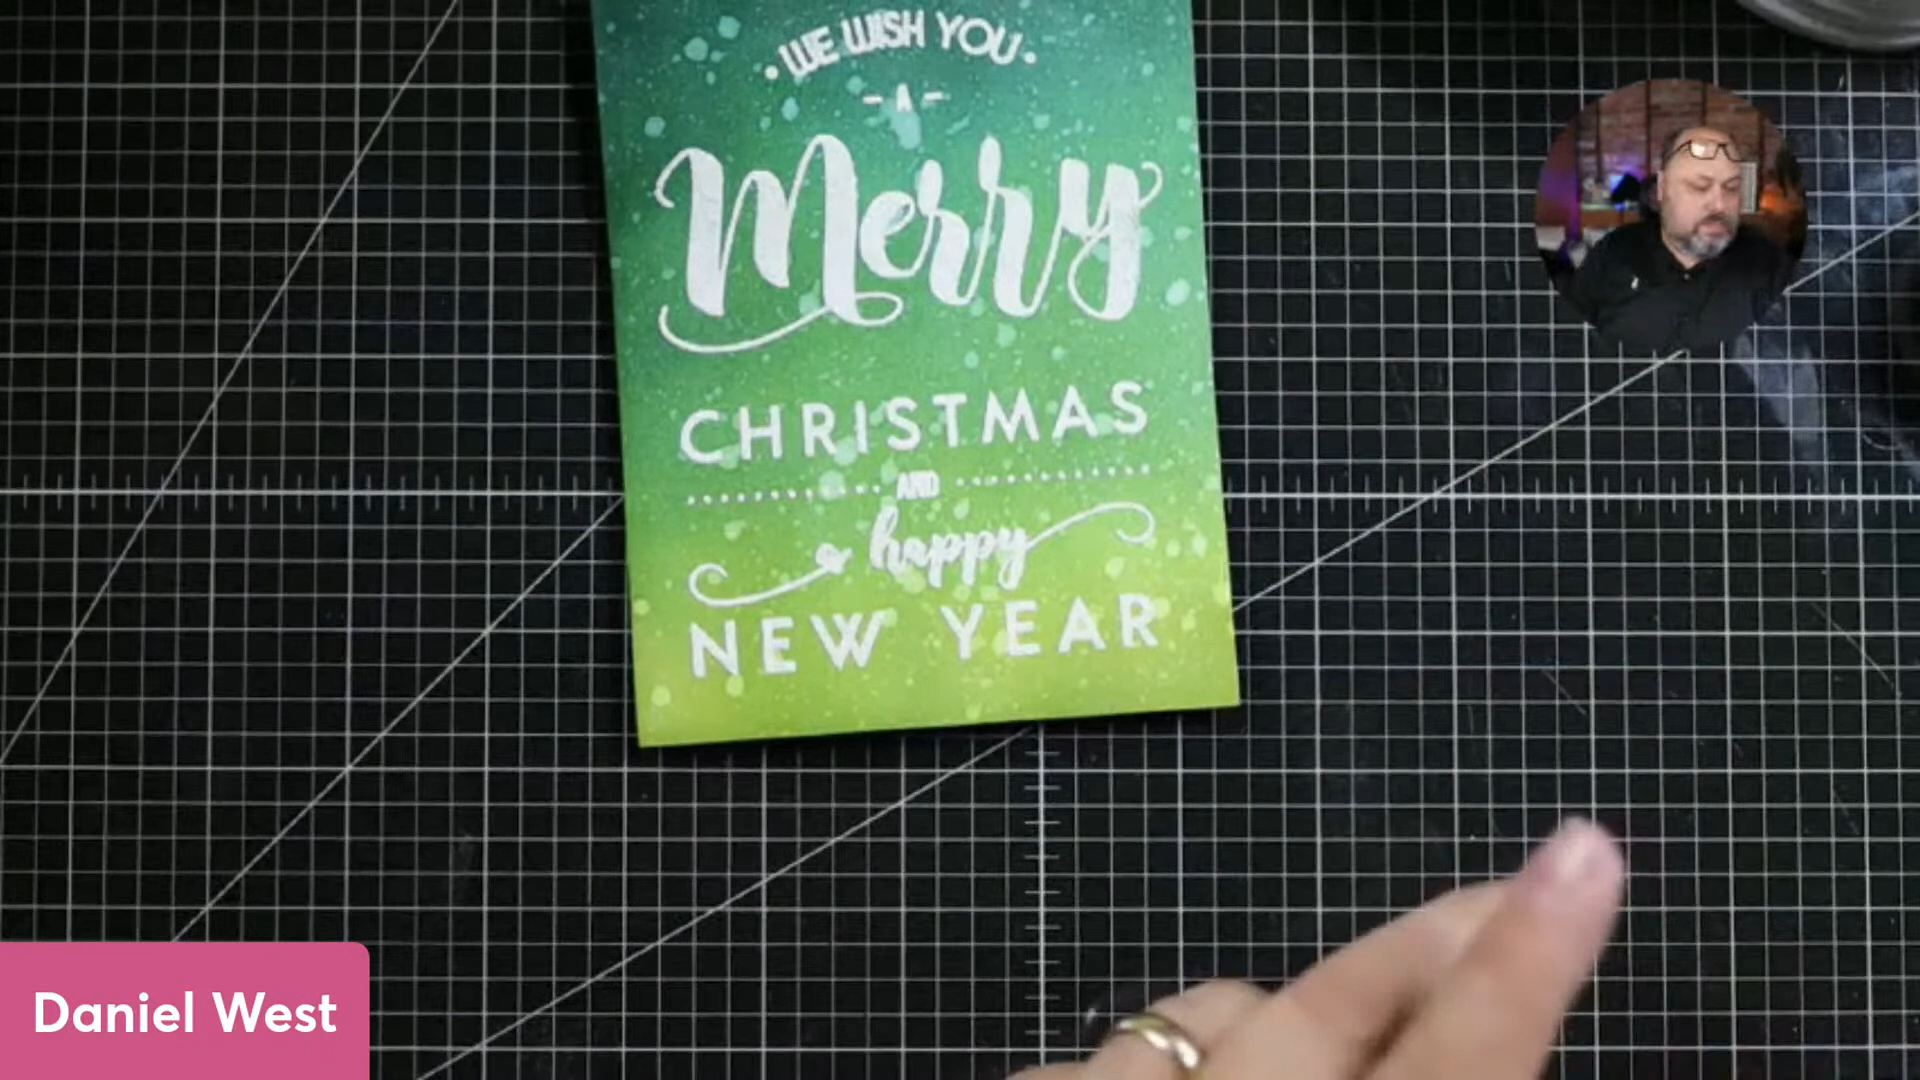 • WE WISH YOU •
- A -
Merry
CHRISTMAS
AND
happy
NEW YEAR
Daniel West